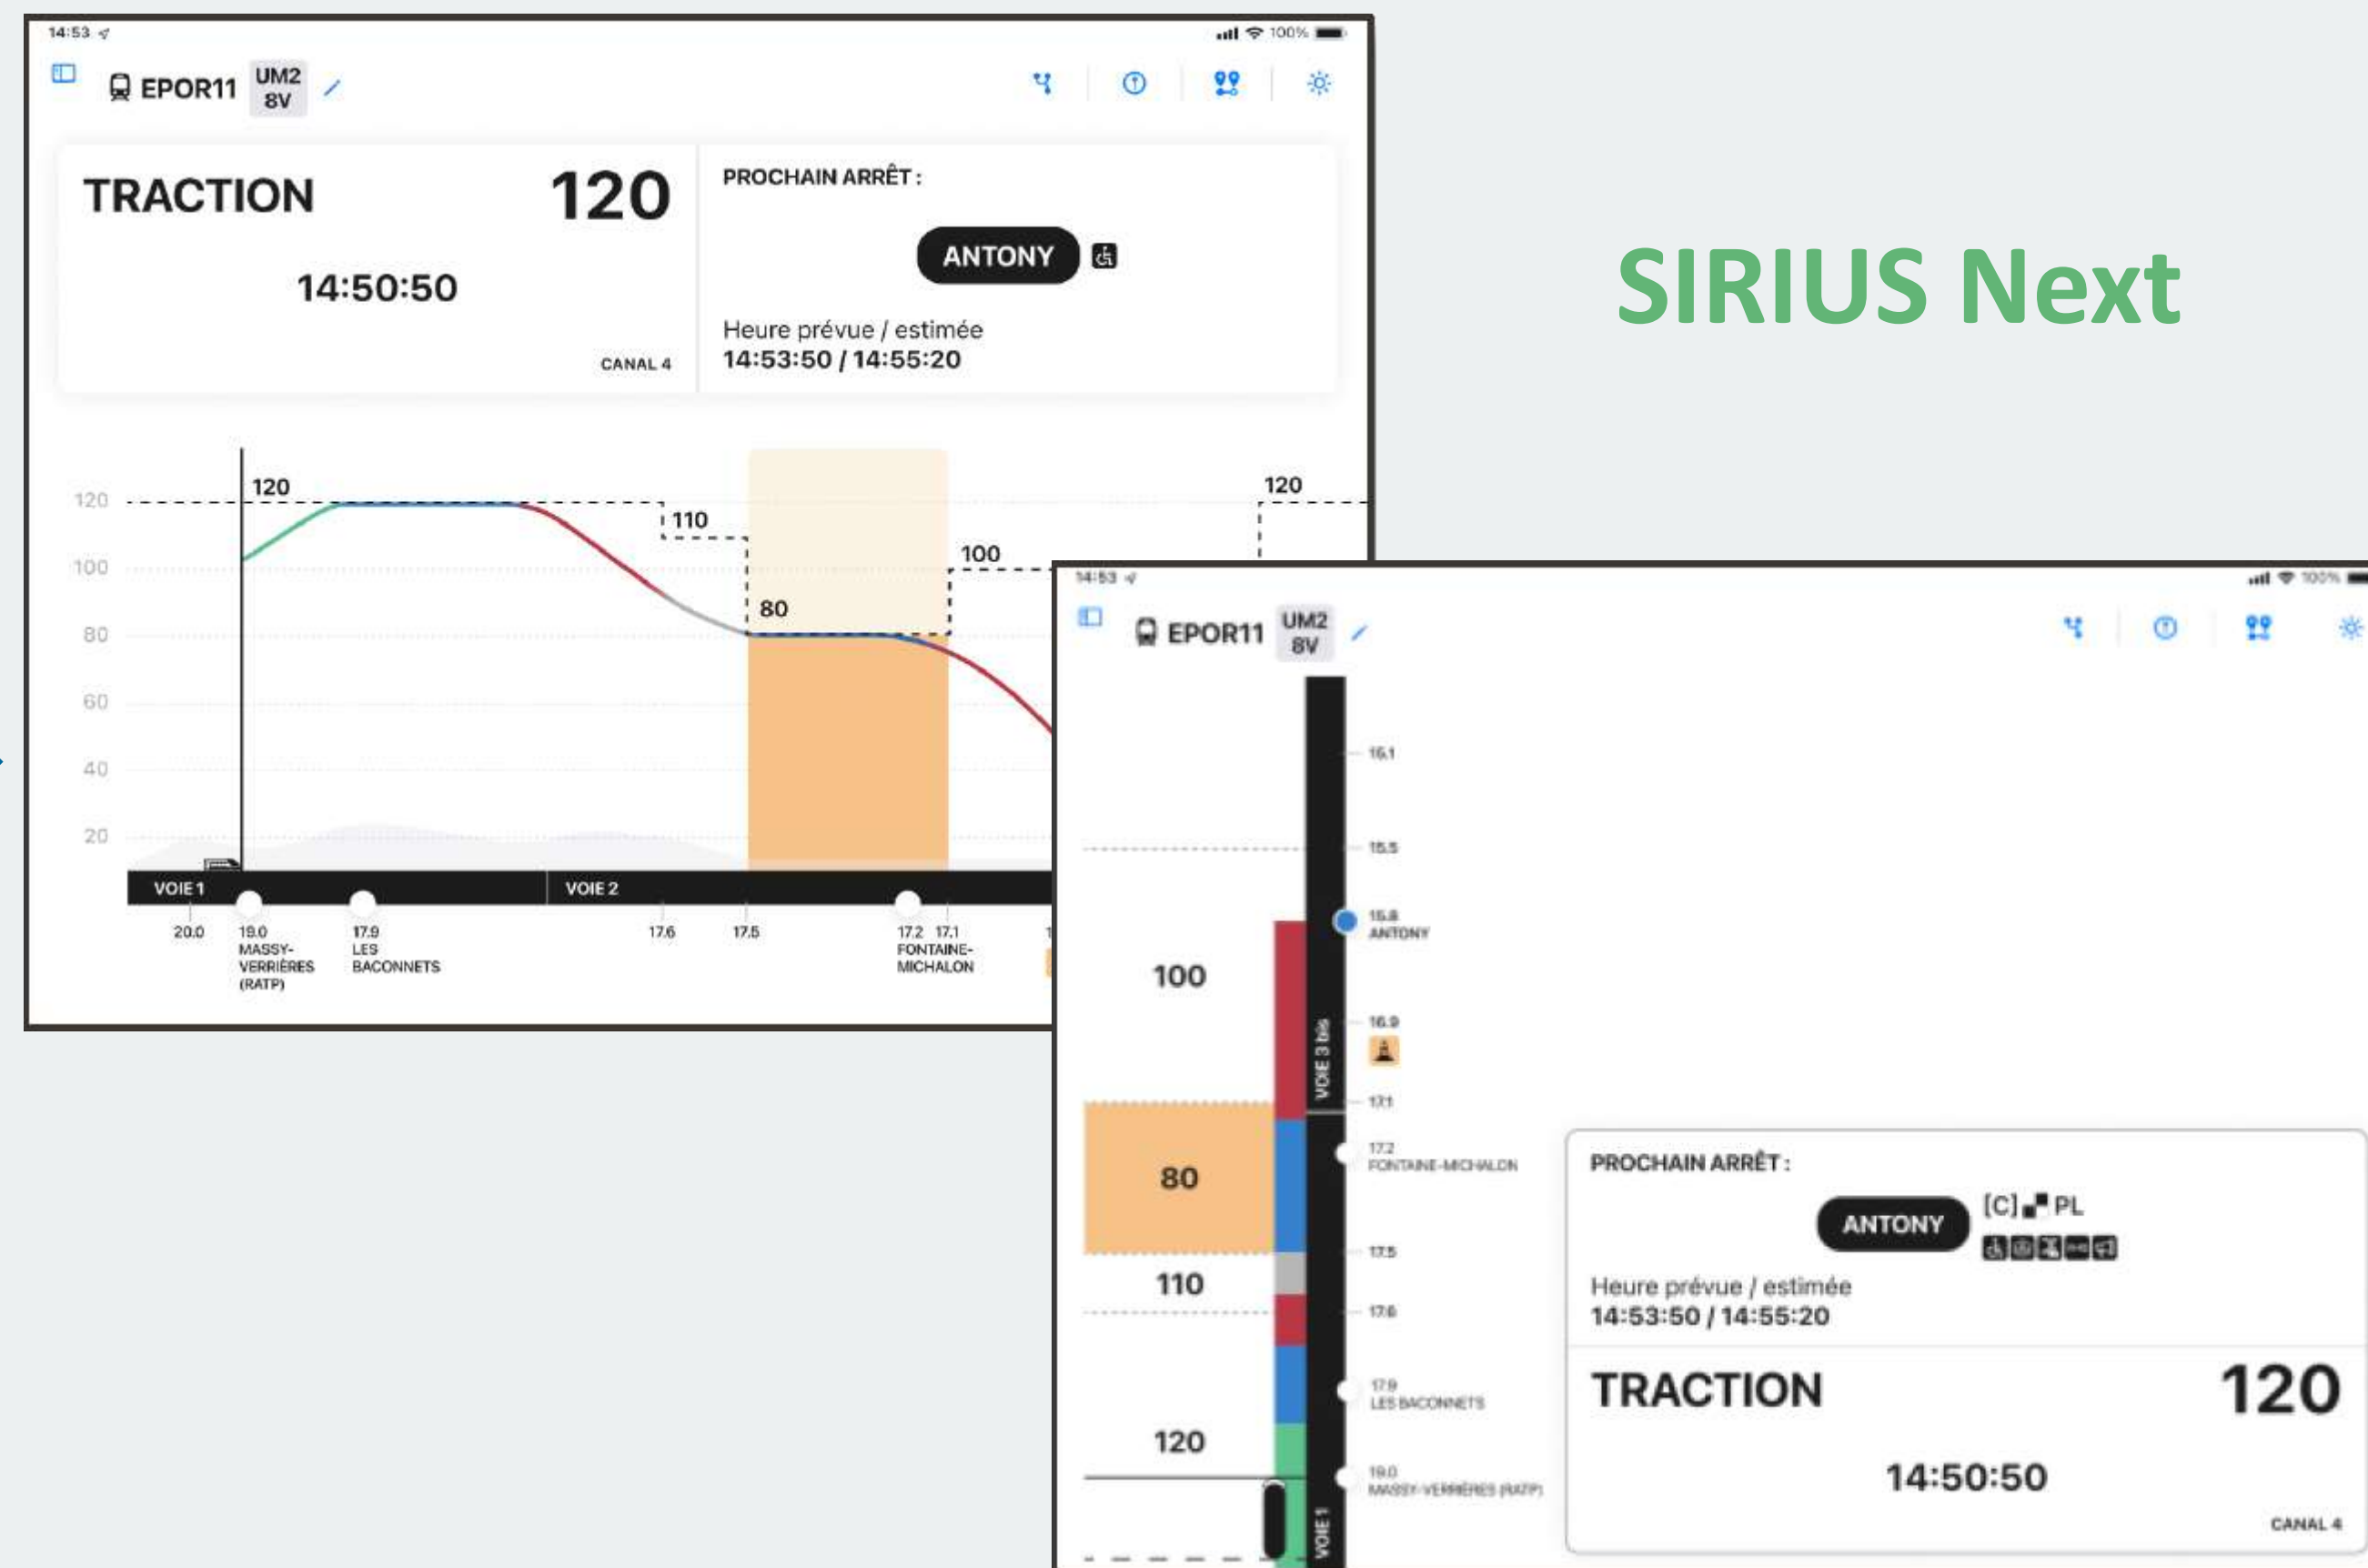 14:53
100%
EPOR11
UM2
8V
TRACTION
120
14:50:50
CANAL 4
PROCHAIN ARRÊT :
ANTONY
Heure prévue / estimée
14:53:50 / 14:55:20
SIRIUS Next
120
100
80
60
40
20
120
110
80
100
120
VOIE 1
VOIE 2
20.0
19.0
MASSY-
VERRIÈRES
(RATP)
17.9
LES
BACONNETS
17.6
17.5
17.2
FONTAINE-
MICHALON
17.1
14:53
100%
EPOR11
UM2
8V
100
80
110
120
VOIE 3 bis
VOIE 1
16.1
15.5
15.8
ANTONY
16.9
17.1
17.2
FONTAINE-MICHALON
17.5
17.6
17.9
LES BACONNETS
19.0
MASSY-VERRIÈRES (RATP)
PROCHAIN ARRÊT :
ANTONY
[C] PL
Heure prévue / estimée
14:53:50 / 14:55:20
TRACTION
120
14:50:50
CANAL 4